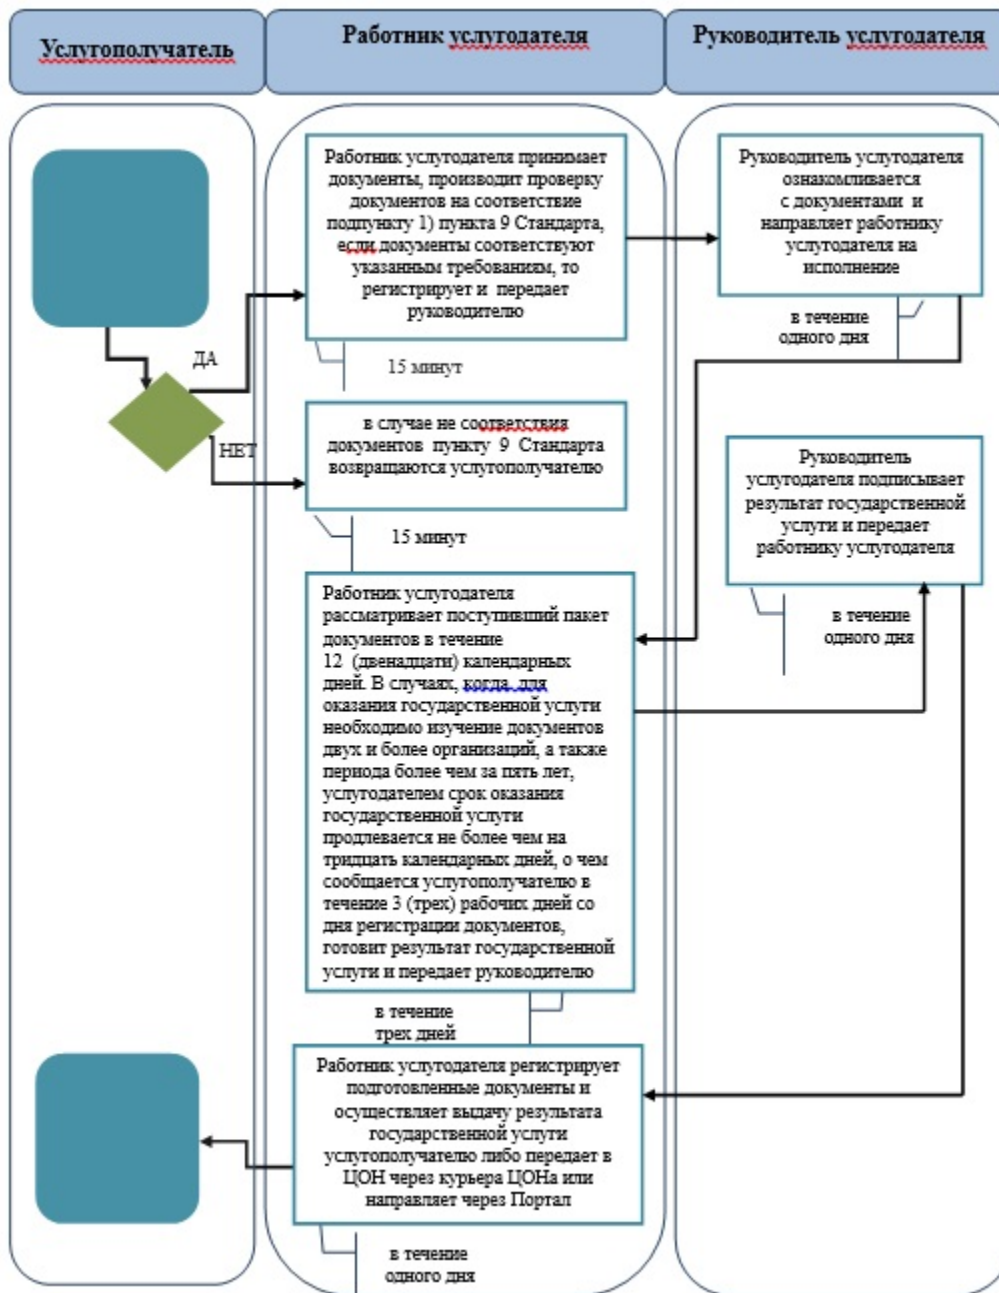 Услугополучатель
Работник услугодателя
Руководитель услугодателя
Работник услугодателя принимает
документы, производит проверку
документов на соответствие
подпункту 1) пункта 9 Стандарта,
если документы соответствуют
указанным требованиям, то
регистрирует и передает
руководителю
Руководитель услугодателя
ознакомливается
с документами и
направляет работнику
услугодателя на
исполнение
в течение
одного дня
ДА
15 минут
НЕТ
в случае не соответствия
документов пункту 9 Стандарта
возвращаются услугополучателю
15 минут
Руководитель
услугодателя подписывает
результат государственной
услуги и передает
работнику услугодателя
в течение
одного дня
Работник услугодателя
рассматривает поступивший пакет
документов в течение
12 (двенадцати) календарных
дней. В случаях, когда для
оказания государственной услуги
необходимо изучение документов
двух и более организаций, а также
периода более чем за пять лет,
услугодателем срок оказания
государственной услуги
продлевается не более чем на
тридцать календарных дней, о чем
сообщается услугополучателю в
течение 3 (трех) рабочих дней со
дня регистрации документов,
готовит результат государственной
услуги и передает руководителю
в течение
трех дней
Работник услугодателя регистрирует
подготовленные документы и
осуществляет выдачу результата
государственной услуги
услугополучателю либо передает в
ЦОН через курьера ЦОНа или
направляет через Портал
в течение
одного дня